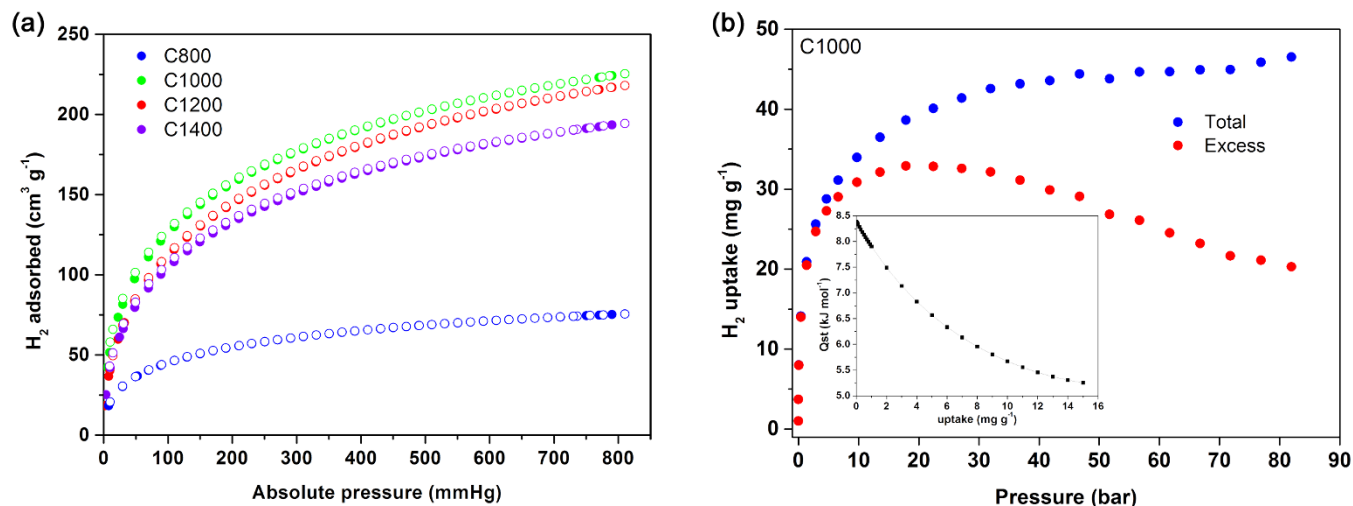 (a)
250
200
150
100
50
0
H₂ adsorbed (cm³ g⁻¹)
C800
C1000
C1200
C1400
0 100 200 300 400 500 600 700 800
Absolute pressure (mmHg)
(b)
50
40
30
20
10
0
H₂ uptake (mg g⁻¹)
C1000
Total
Excess
8.5
8.0
7.5
7.0
6.5
6.0
5.5
5.0
Qst (kJ mol⁻¹)
0 2 4 6 8 10 12 14 16
uptake (mg g⁻¹)
0 10 20 30 40 50 60 70 80 90
Pressure (bar)